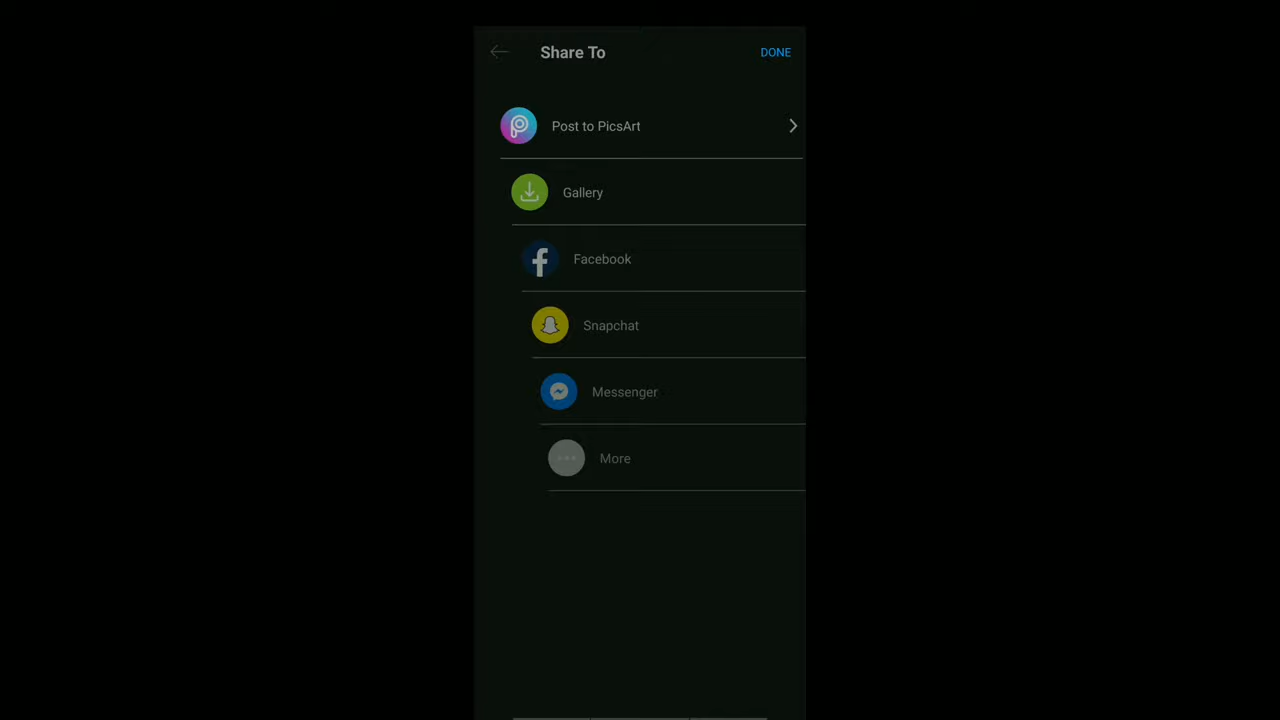 Share To
DONE
Post to PicsArt
Gallery
Facebook
Snapchat
Messenger
More